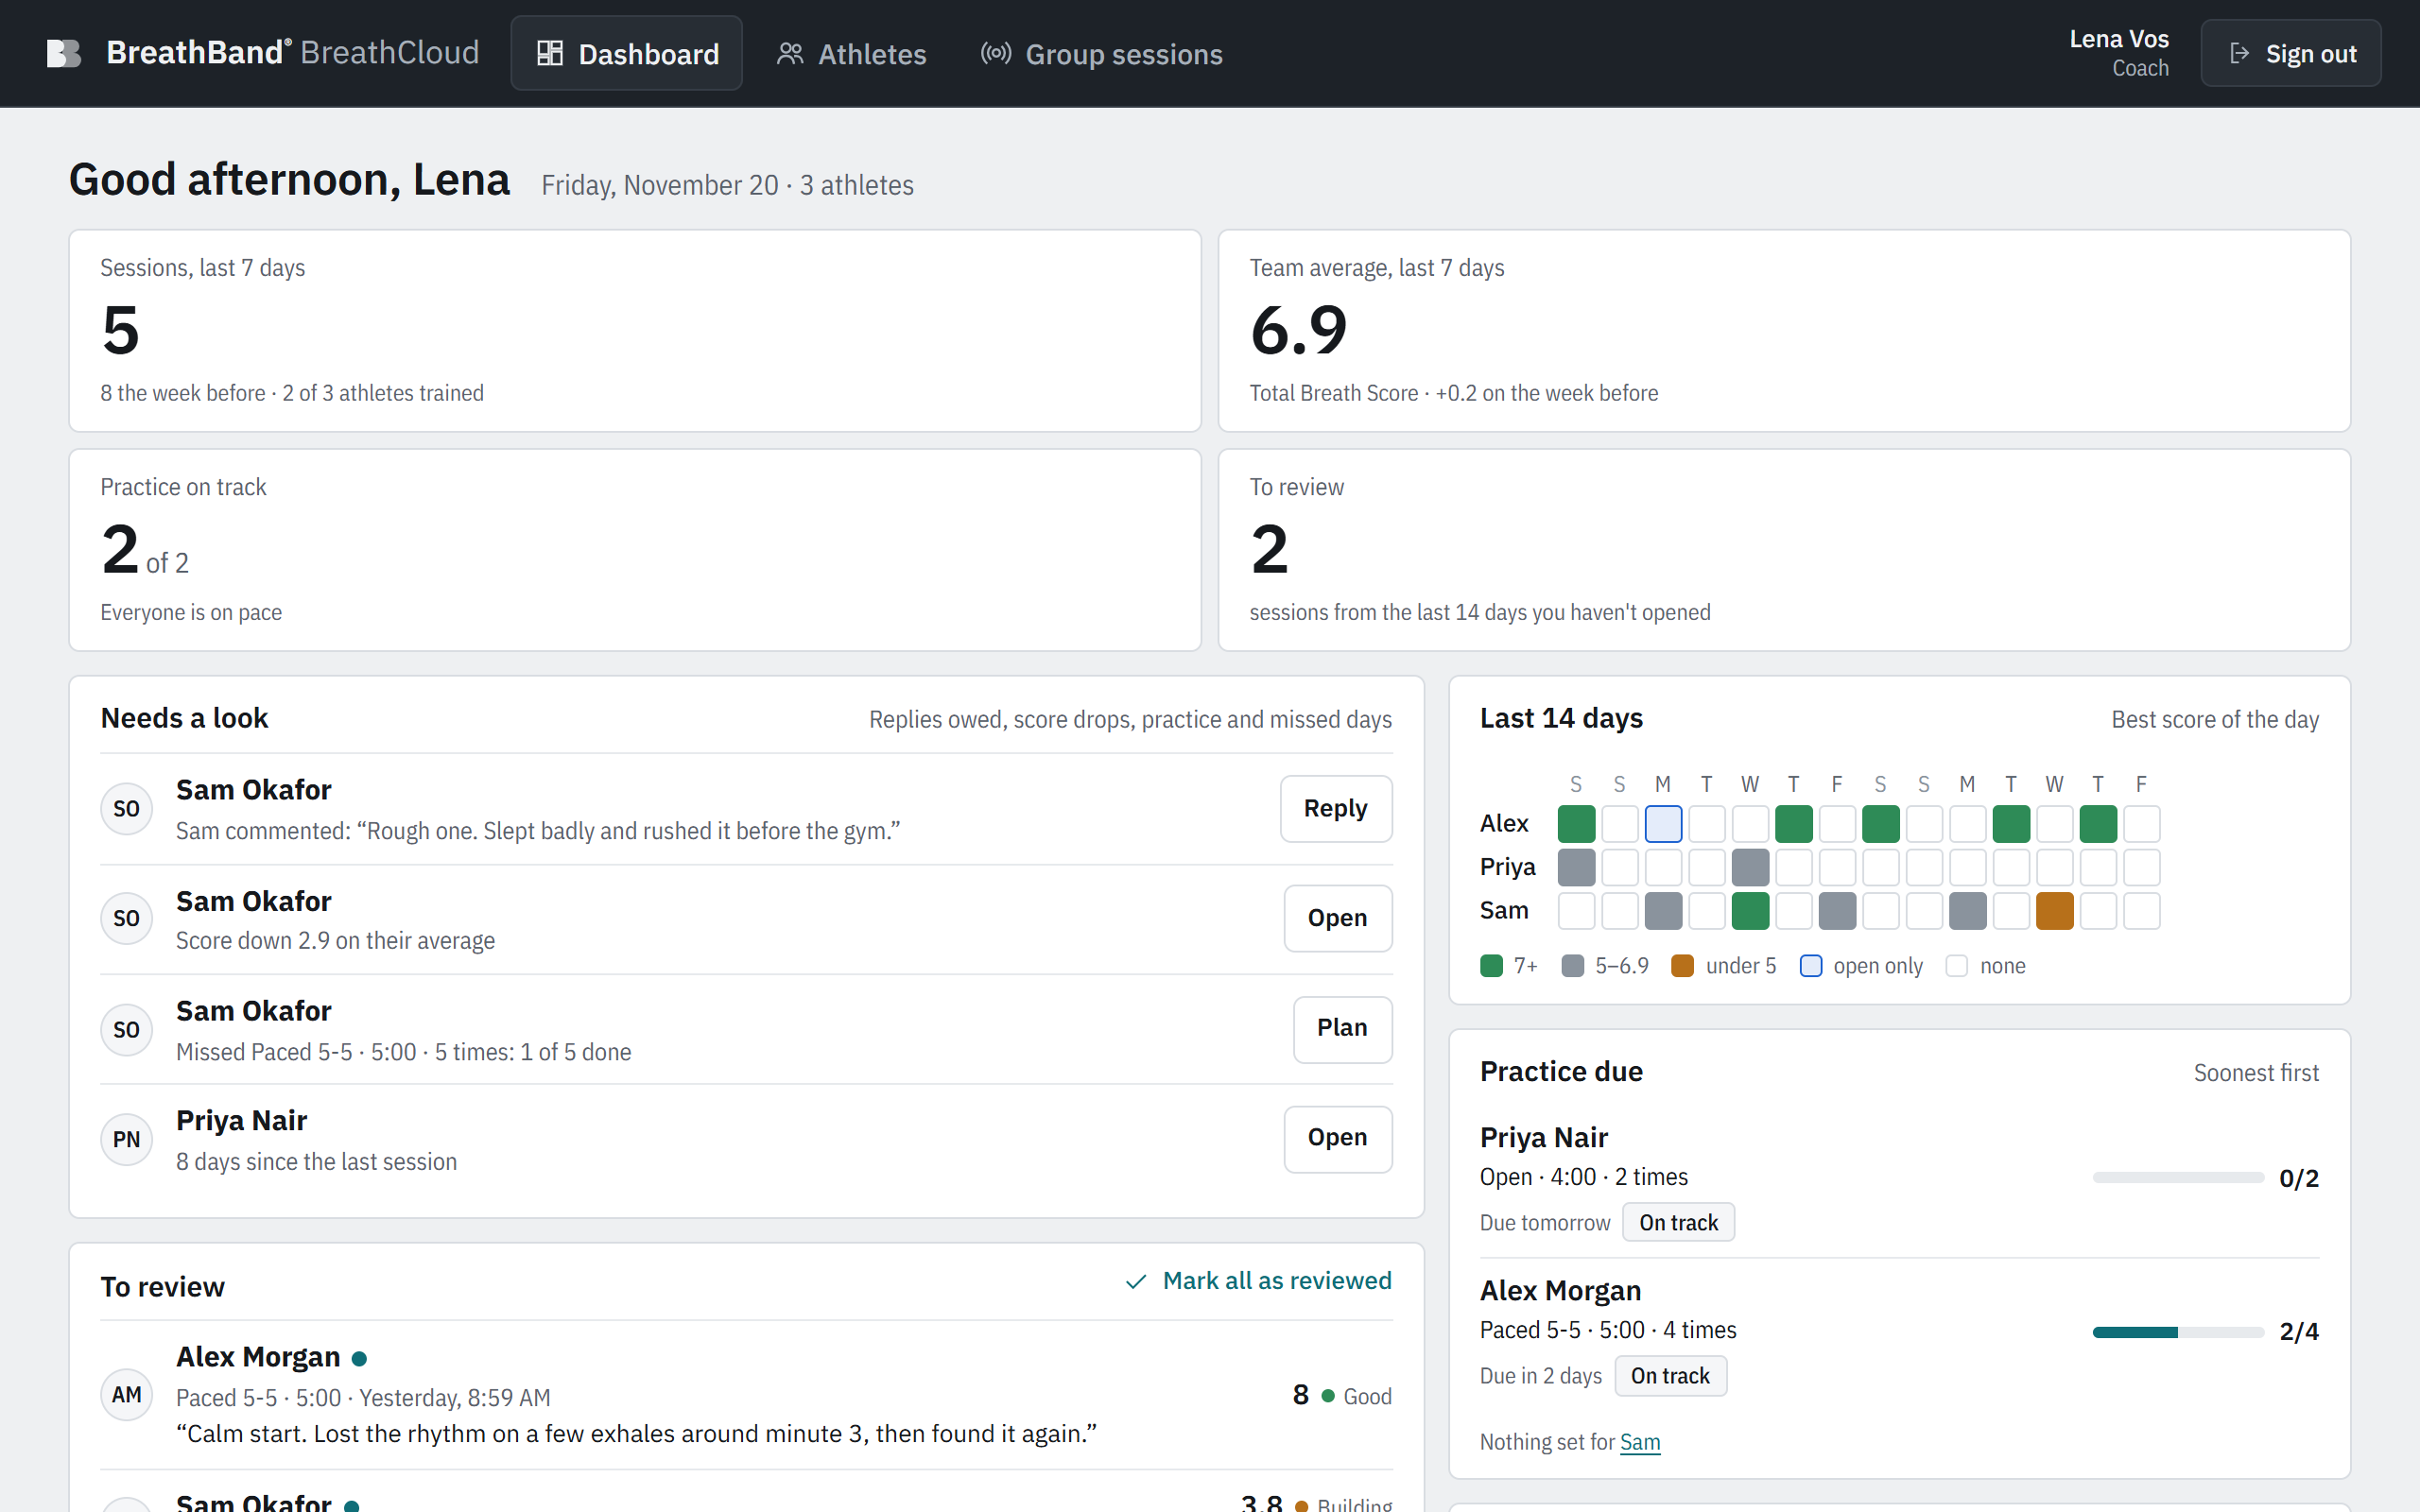 BreathBand® BreathCloud
Dashboard
Athletes
Group sessions
Lena Vos
Coach
Sign out
Good afternoon, Lena
Friday, November 20 · 3 athletes
Sessions, last 7 days
5
8 the week before · 2 of 3 athletes trained
Team average, last 7 days
6.9
Total Breath Score · +0.2 on the week before
Practice on track
2 of 2
Everyone is on pace
To review
2
sessions from the last 14 days you haven't opened
Needs a look
Replies owed, score drops, practice and missed days
SO
Sam Okafor
Sam commented: “Rough one. Slept badly and rushed it before the gym.”
Reply
SO
Sam Okafor
Score down 2.9 on their average
Open
SO
Sam Okafor
Missed Paced 5-5 · 5:00 · 5 times: 1 of 5 done
Plan
PN
Priya Nair
8 days since the last session
Open
To review
Mark all as reviewed
AM
Alex Morgan
Paced 5-5 · 5:00 · Yesterday, 8:59 AM
“Calm start. Lost the rhythm on a few exhales around minute 3, then found it again.”
8 Good
Sam Okafor
3.8 Building
Last 14 days
Best score of the day
S S M T W T F S S M T W T F
Alex
Priya
Sam
7+ 5–6.9 under 5 open only none
Practice due
Soonest first
Priya Nair
Open · 4:00 · 2 times
0/2
Due tomorrow On track
Alex Morgan
Paced 5-5 · 5:00 · 4 times
2/4
Due in 2 days On track
Nothing set for Sam